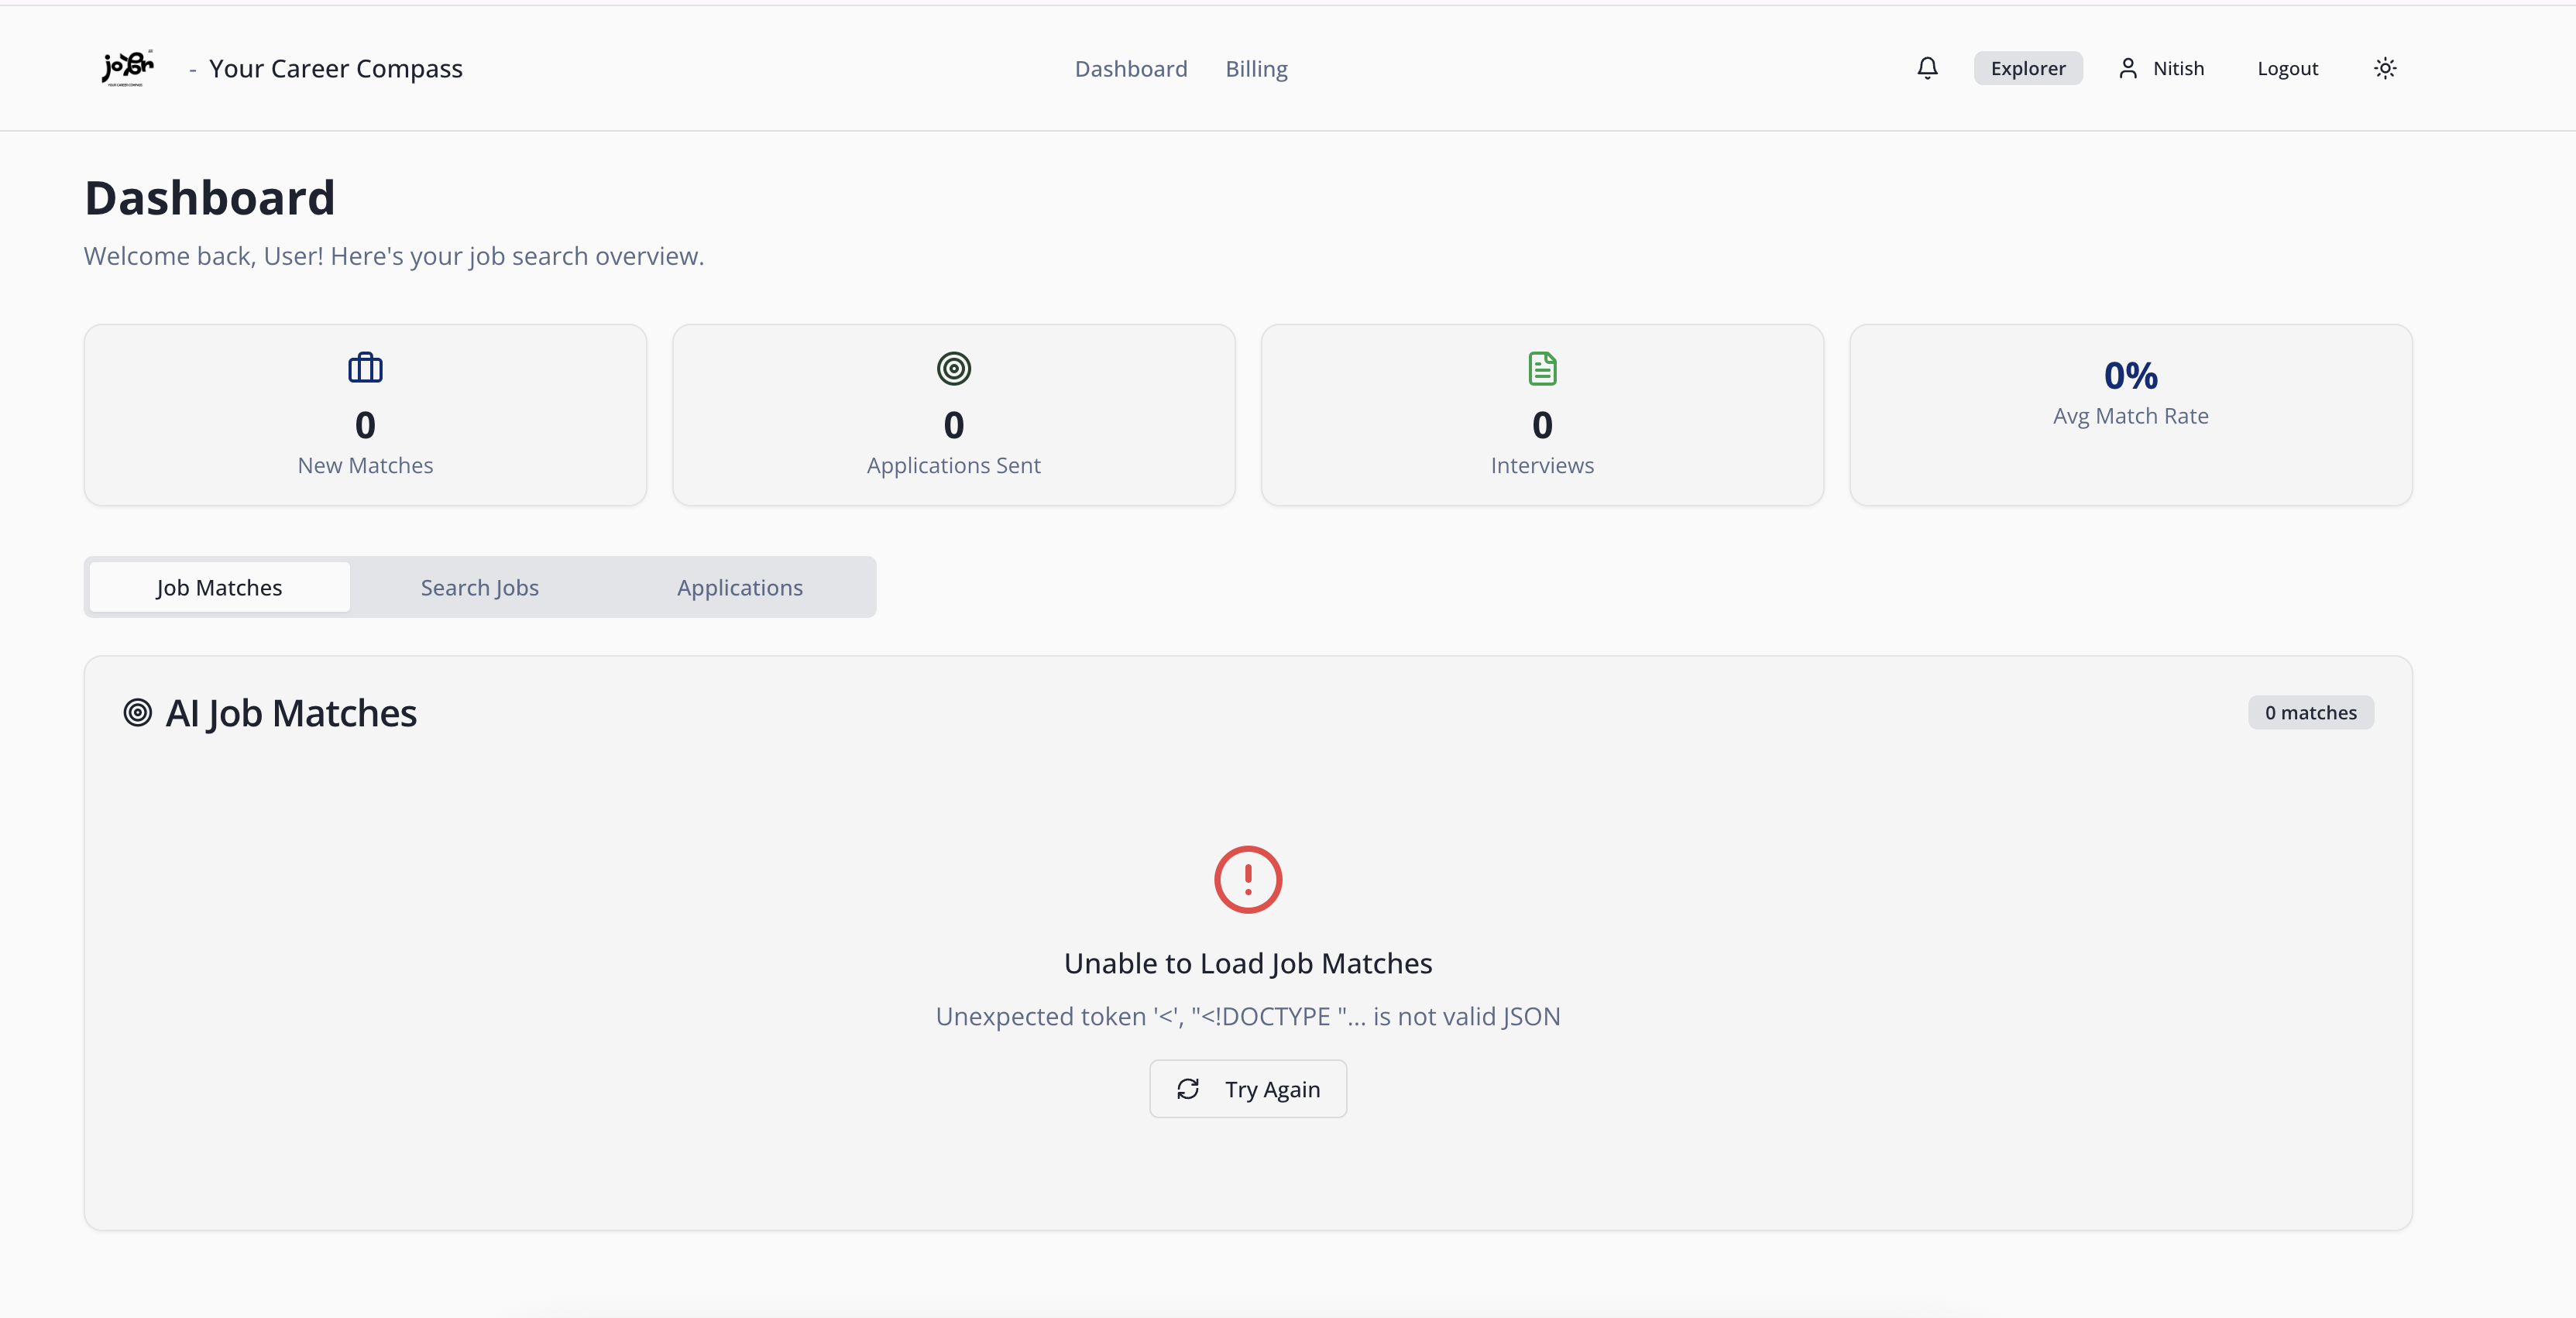 - Your Career Compass
Dashboard Billing
Explorer Nitish Logout
Dashboard
Welcome back, User! Here's your job search overview.
0
New Matches
0
Applications Sent
0
Interviews
0%
Avg Match Rate
Job Matches Search Jobs Applications
AI Job Matches
0 matches
Unable to Load Job Matches
Unexpected token '<', "<!DOCTYPE "... is not valid JSON
Try Again